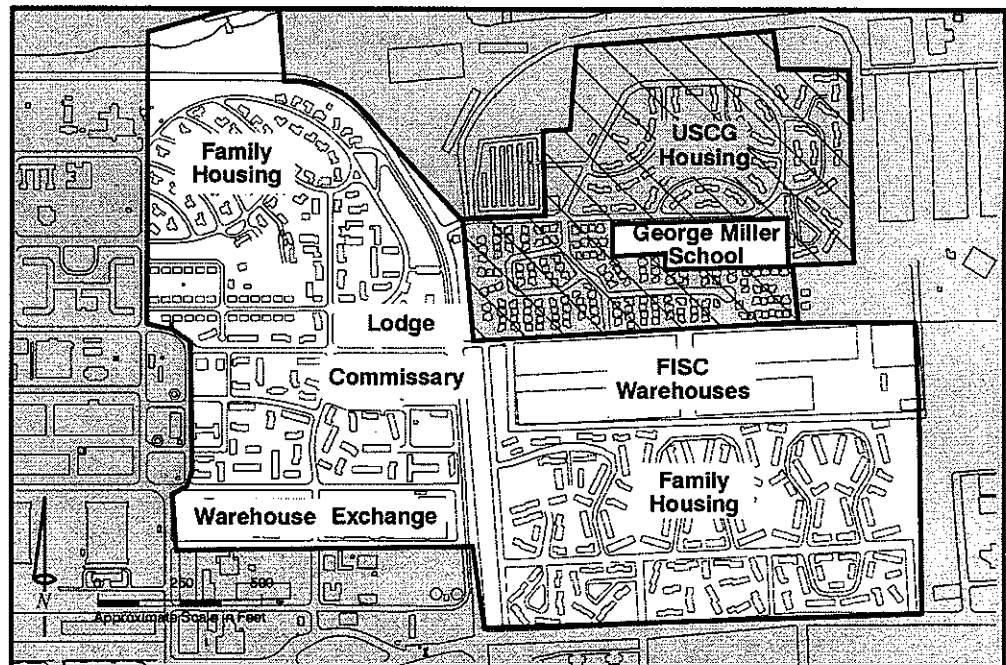 Family
Housing
USCG
Housing
George Miller
School
Lodge
Commissary
FISC
Warehouses
Family
Housing
Warehouse Exchange
250 500
N
Approximate Scale in Feet